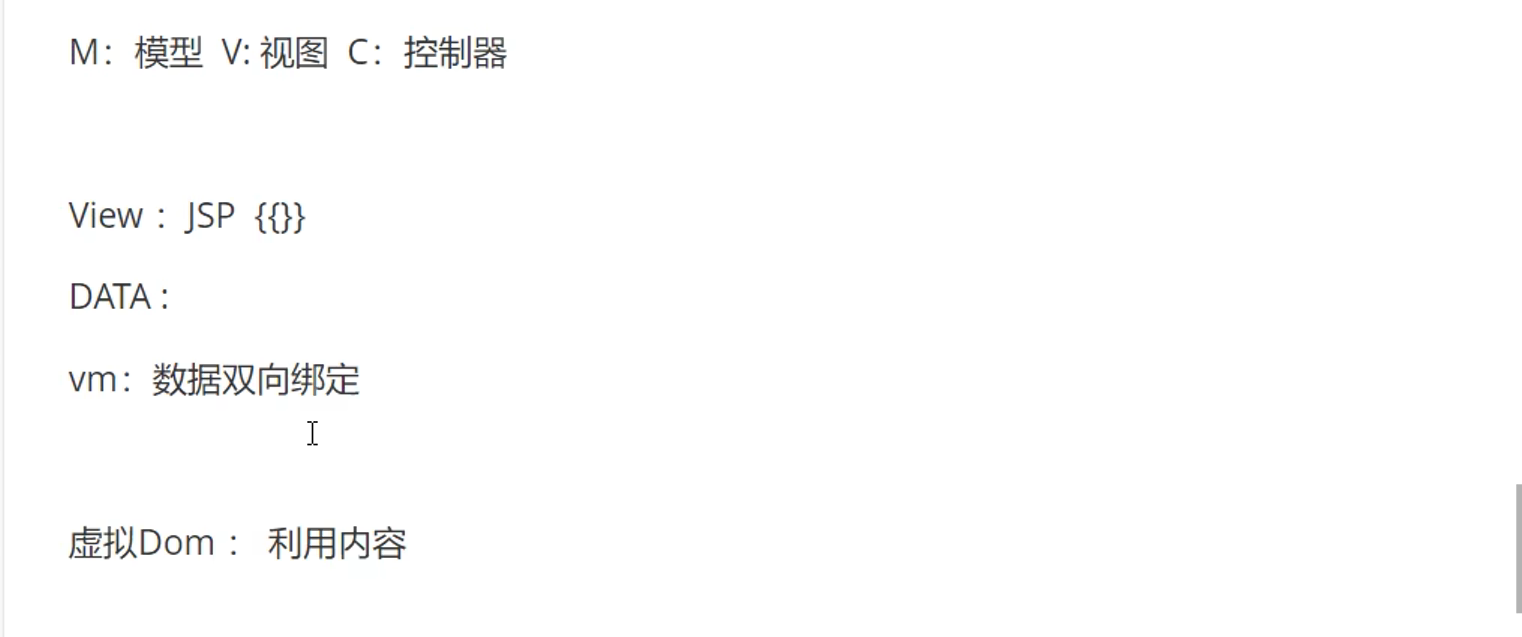 M：模型 V: 视图 C：控制器
View： JSP {{}}
DATA :
vm：数据双向绑定
虚拟Dom： 利用内容